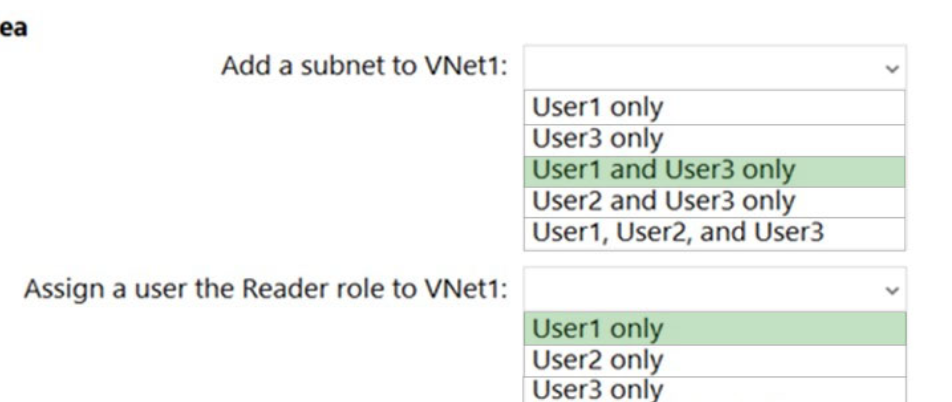 ea
Add a subnet to VNet1:
User1 only
User3 only
User1 and User3 only
User2 and User3 only
User1, User2, and User3
Assign a user the Reader role to VNet1:
User1 only
User2 only
User3 only